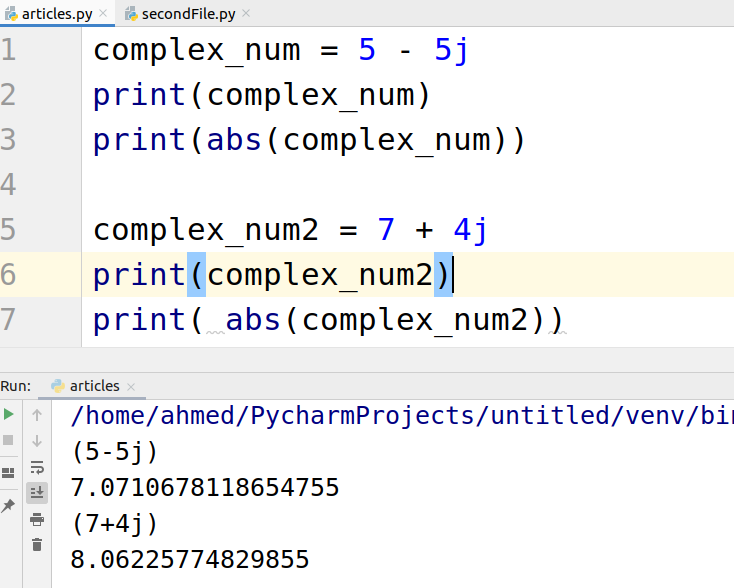 articles.py × secondFile.py ×
1 complex_num = 5 - 5j
2 print(complex_num)
3 print(abs(complex_num))
4
5 complex_num2 = 7 + 4j
6 print(complex_num2)
7 print( abs(complex_num2))
Run: articles ×
/home/ahmed/PycharmProjects/untitled/venv/bin
(5-5j)
7.0710678118654755
(7+4j)
8.06225774829855